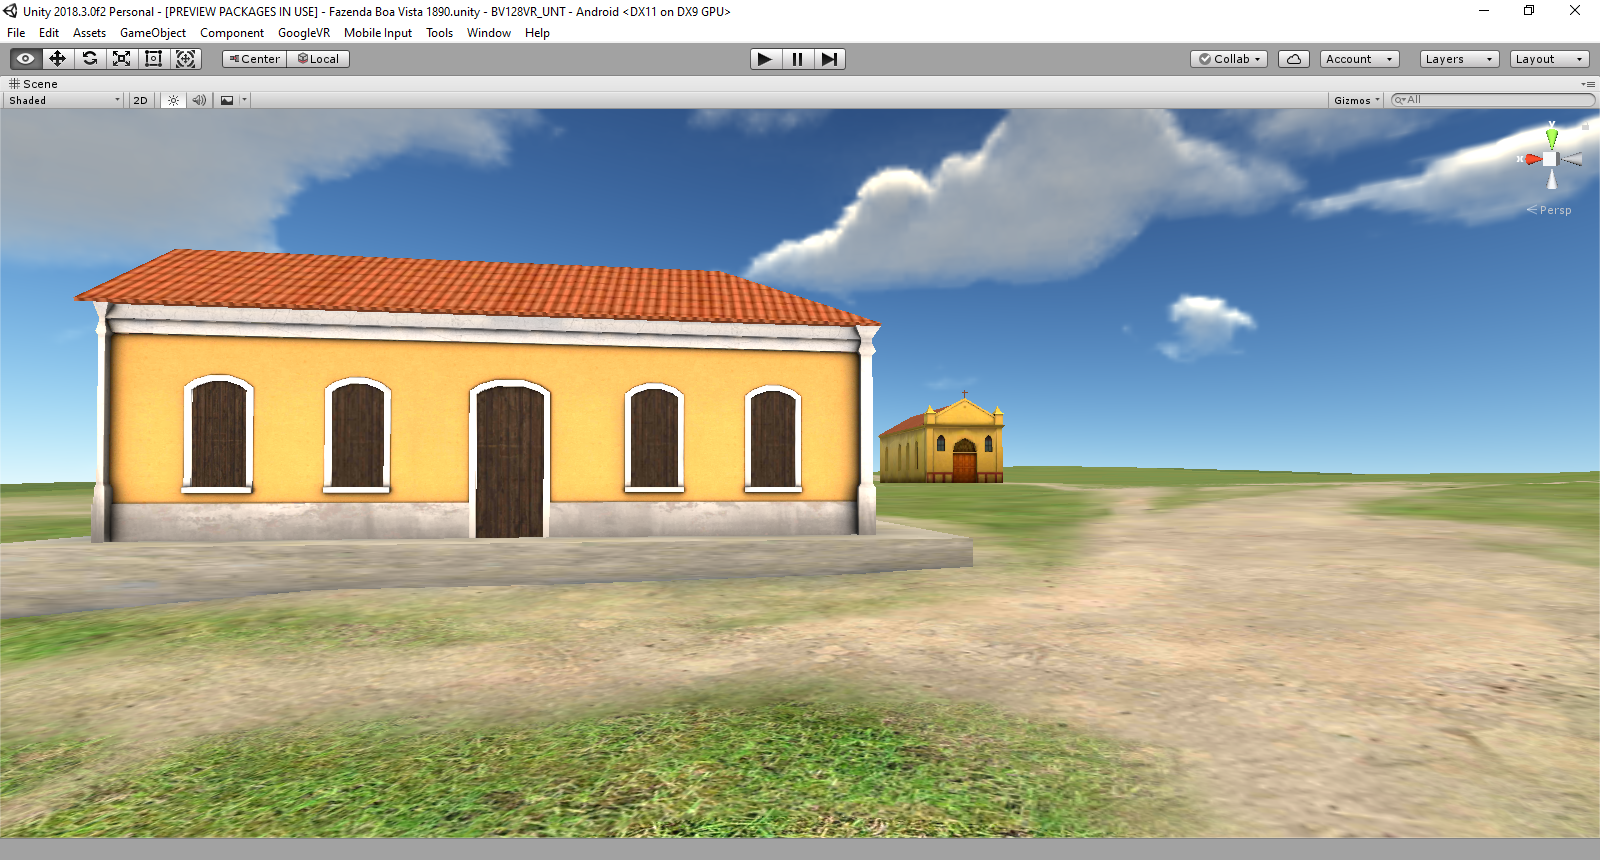 Unity 2018.3.0f2 Personal - [PREVIEW PACKAGES IN USE] - Fazenda Boa Vista 1890.unity - BV128VR_UNT - Android <DX11 on DX9 GPU>
File Edit Assets GameObject Component GoogleVR Mobile Input Tools Window Help
Center Local Collab Account Layers Layout
Scene
Shaded 2D Gizmos All
y
x
Persp